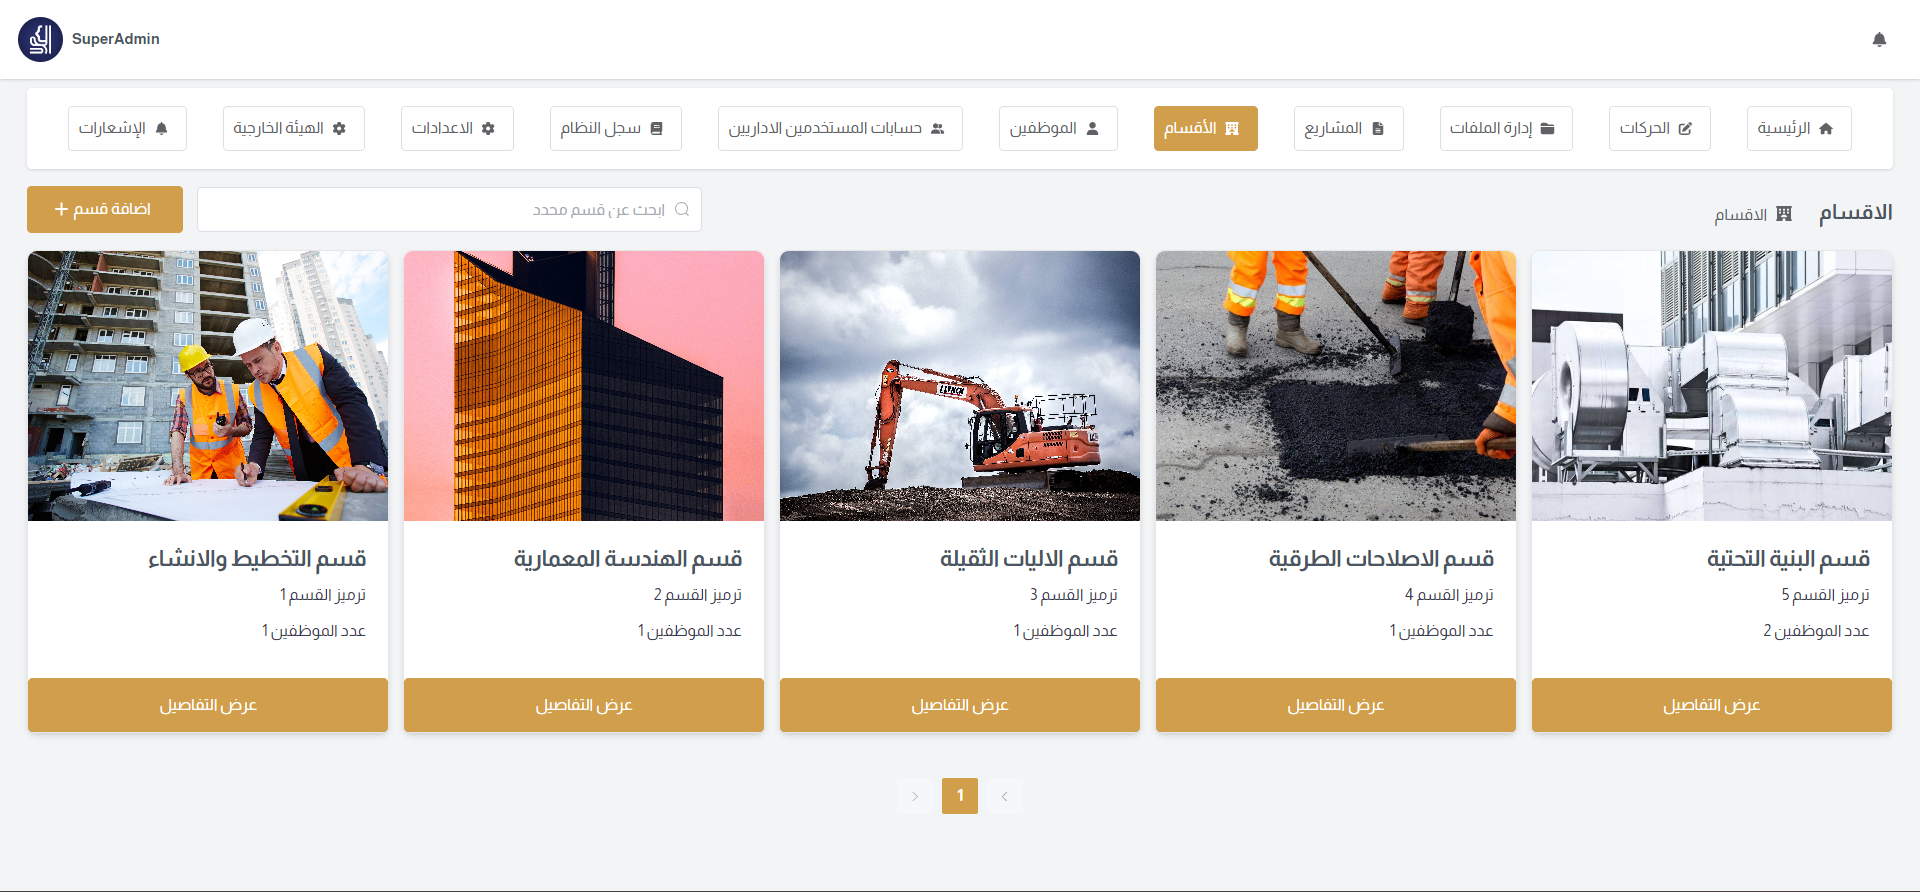 SuperAdmin
الرئيسية
الحركات
إدارة الملفات
المشاريع
الأقسام
الموظفين
حسابات المستخدمين الاداريين
سجل النظام
الاعدادات
الهيئة الخارجية
الإشعارات
الاقسام
الاقسام
ابحث عن قسم محدد
اضافة قسم +
قسم البنية التحتية
ترميز القسم 5
عدد الموظفين 2
عرض التفاصيل
قسم الاصلاحات الطرقية
ترميز القسم 4
عدد الموظفين 1
عرض التفاصيل
قسم الاليات الثقيلة
ترميز القسم 3
عدد الموظفين 1
عرض التفاصيل
قسم الهندسة المعمارية
ترميز القسم 2
عدد الموظفين 1
عرض التفاصيل
قسم التخطيط والانشاء
ترميز القسم 1
عدد الموظفين 1
عرض التفاصيل
1